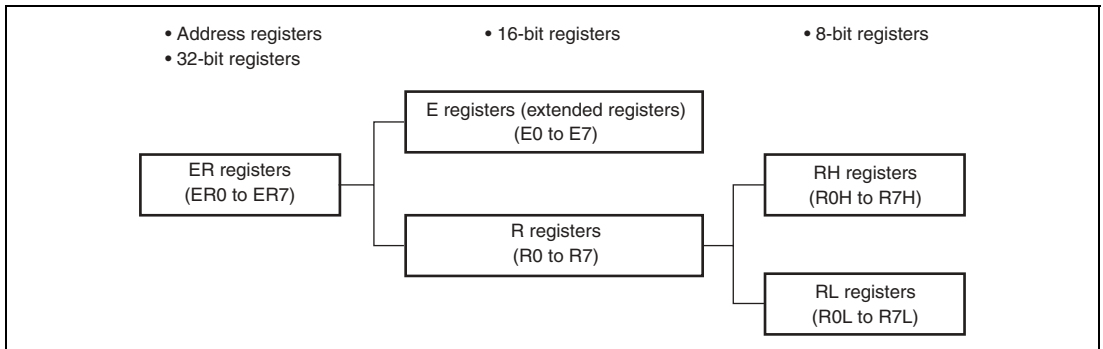 • Address registers
• 32-bit registers
• 16-bit registers
• 8-bit registers
E registers (extended registers)
(E0 to E7)
ER registers
(ER0 to ER7)
RH registers
(R0H to R7H)
R registers
(R0 to R7)
RL registers
(R0L to R7L)